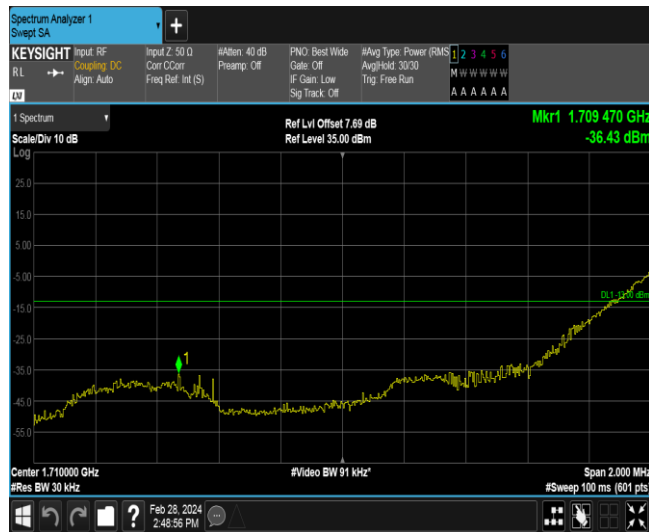 Spectrum Analyzer 1
Swept SA
+
KEYSIGHT
RL
LXI
Input: RF
Coupling: DC
Align: Auto
Input Z: 50 Ω
Corr CCorr
Freq Ref: Int (S)
#Atten: 40 dB
Preamp: Off
PNO: Best Wide
Gate: Off
IF Gain: Low
Sig Track: Off
#Avg Type: Power (RMS
Avg|Hold: 30/30
Trig: Free Run
1 2 3 4 5 6
M W W W W W
A A A A A A
1 Spectrum
Scale/Div 10 dB
Log
Ref Lvl Offset 7.69 dB
Ref Level 35.00 dBm
Mkr1 1.709 470 GHz
-36.43 dBm
25.0
15.0
5.00
-5.00
DL1 -13.00 dBm
-15.0
-25.0
-35.0
1
-45.0
-55.0
Center 1.710000 GHz
#Res BW 30 kHz
#Video BW 91 kHz*
Span 2.000 MHz
#Sweep 100 ms (601 pts)
?
Feb 28, 2024
2:48:56 PM